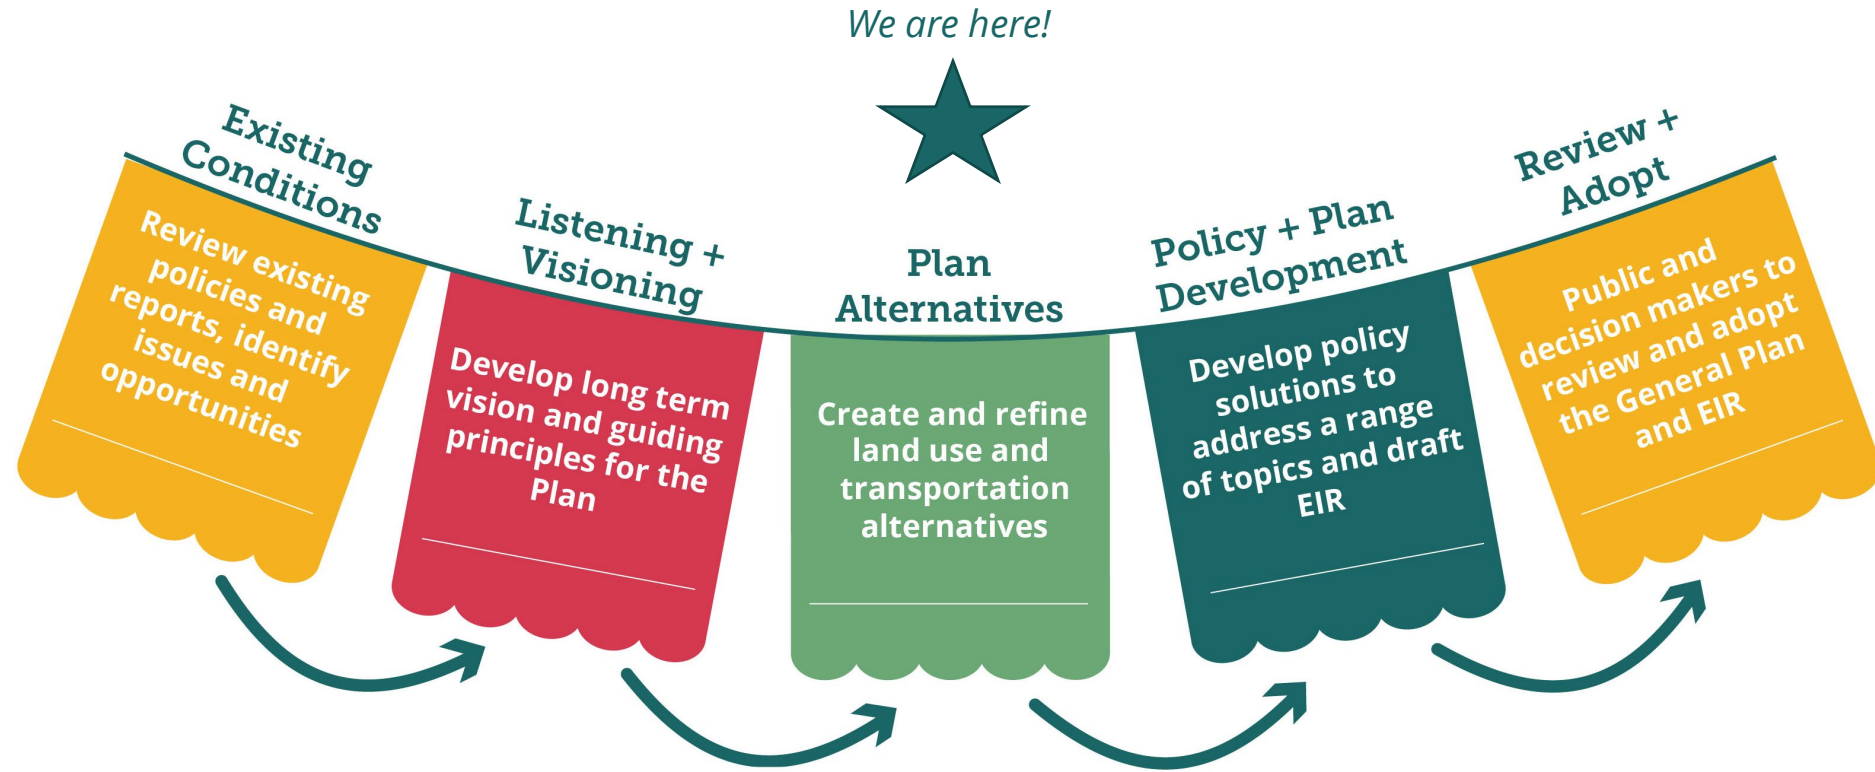 We are here!
Existing
Conditions
Review existing
policies and
reports, identify
issues and
opportunities
Listening +
Visioning
Develop long term
vision and guiding
principles for the
Plan
Plan
Alternatives
Create and refine
land use and
transportation
alternatives
Policy + Plan
Development
Develop policy
solutions to
address a range
of topics and draft
EIR
Review +
Adopt
Public and
decision makers to
review and adopt
the General Plan
and EIR